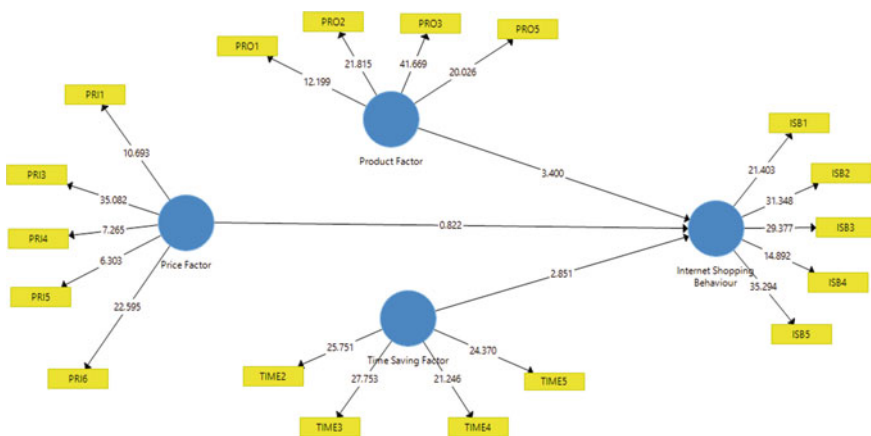 PRO1
PRO2
PRO3
PRO5
12.199
21.815
41.669
20.026
Product Factor
PRI1
PRI3
PRI4
PRI5
PRI6
10.693
35.082
7.265
6.303
22.595
Price Factor
3.400
0.822
2.851
ISB1
ISB2
ISB3
ISB4
ISB5
21.403
31.348
29.377
14.892
35.294
Internet Shopping
Behaviour
Time Saving Factor
25.751
27.753
21.246
24.370
TIME2
TIME3
TIME4
TIME5